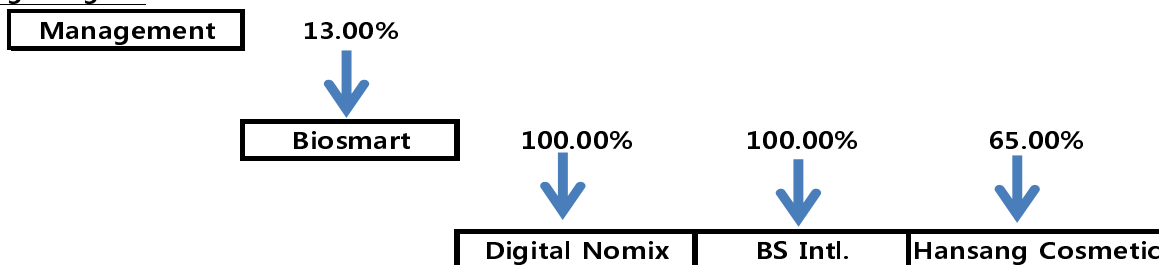 Management 13.00%
Biosmart 100.00% 100.00% 65.00%
Digital Nomix BS Intl. Hansang Cosmetic